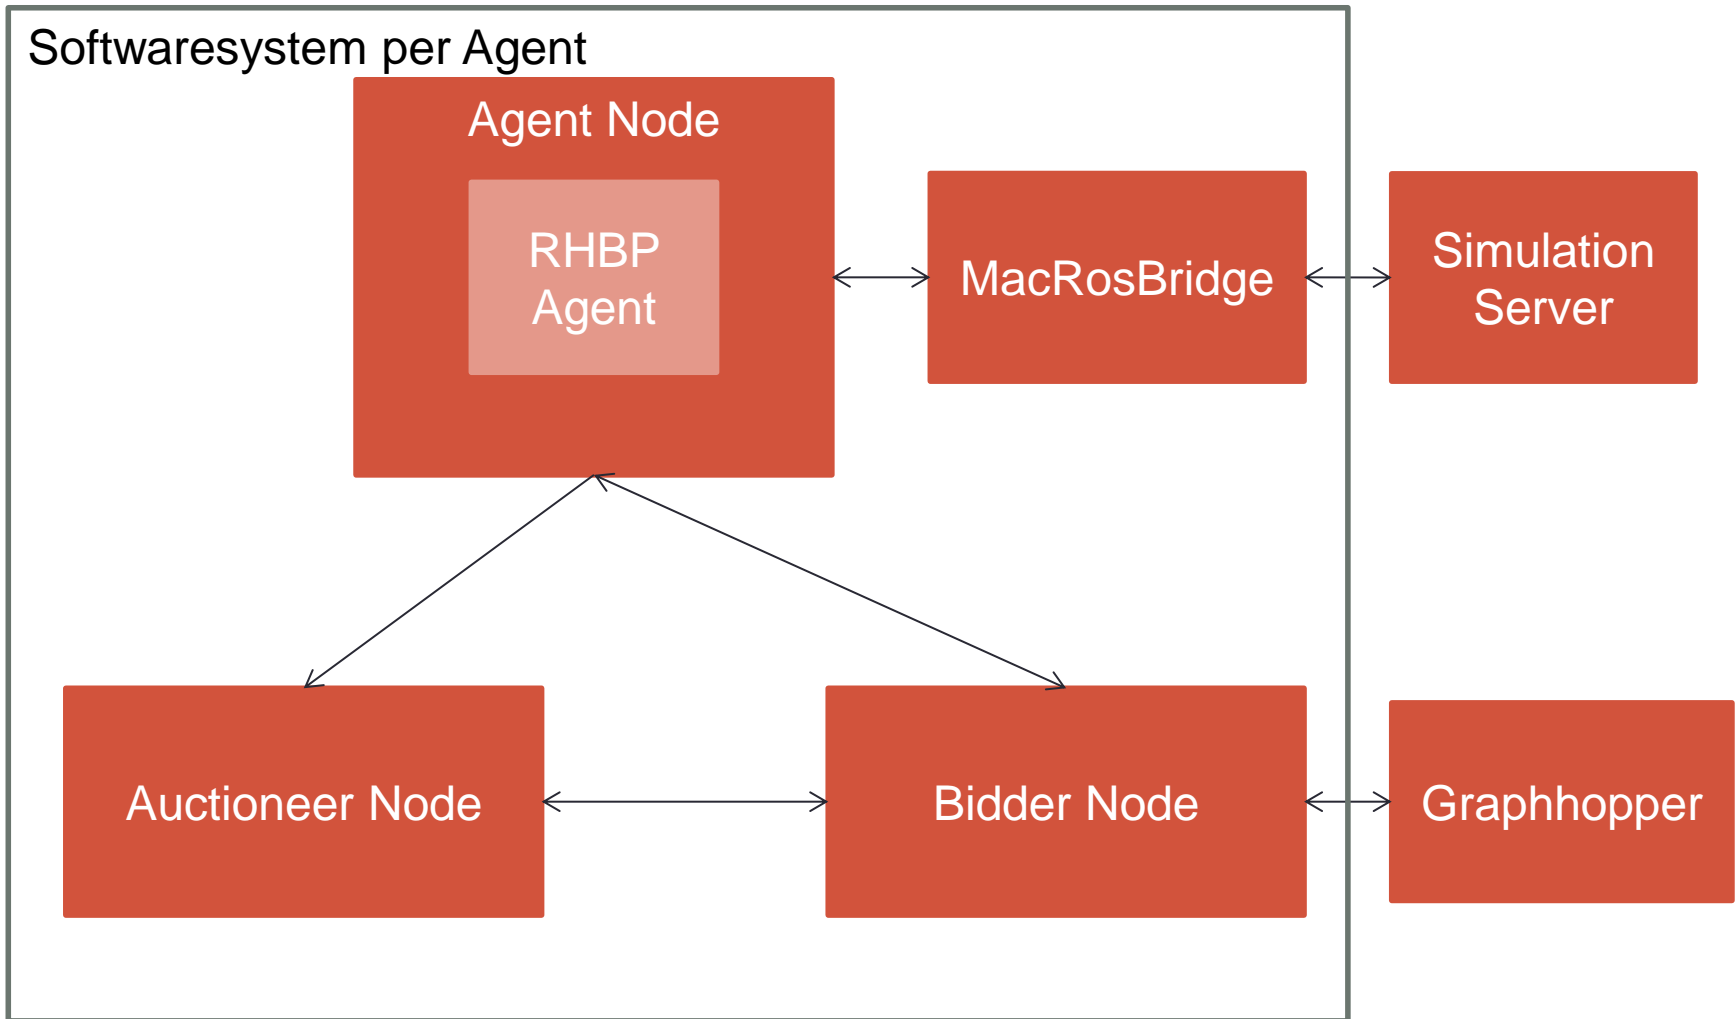 Softwaresystem per Agent
Agent Node
RHBP
Agent
MacRosBridge
Simulation
Server
Auctioneer Node
Bidder Node
Graphhopper